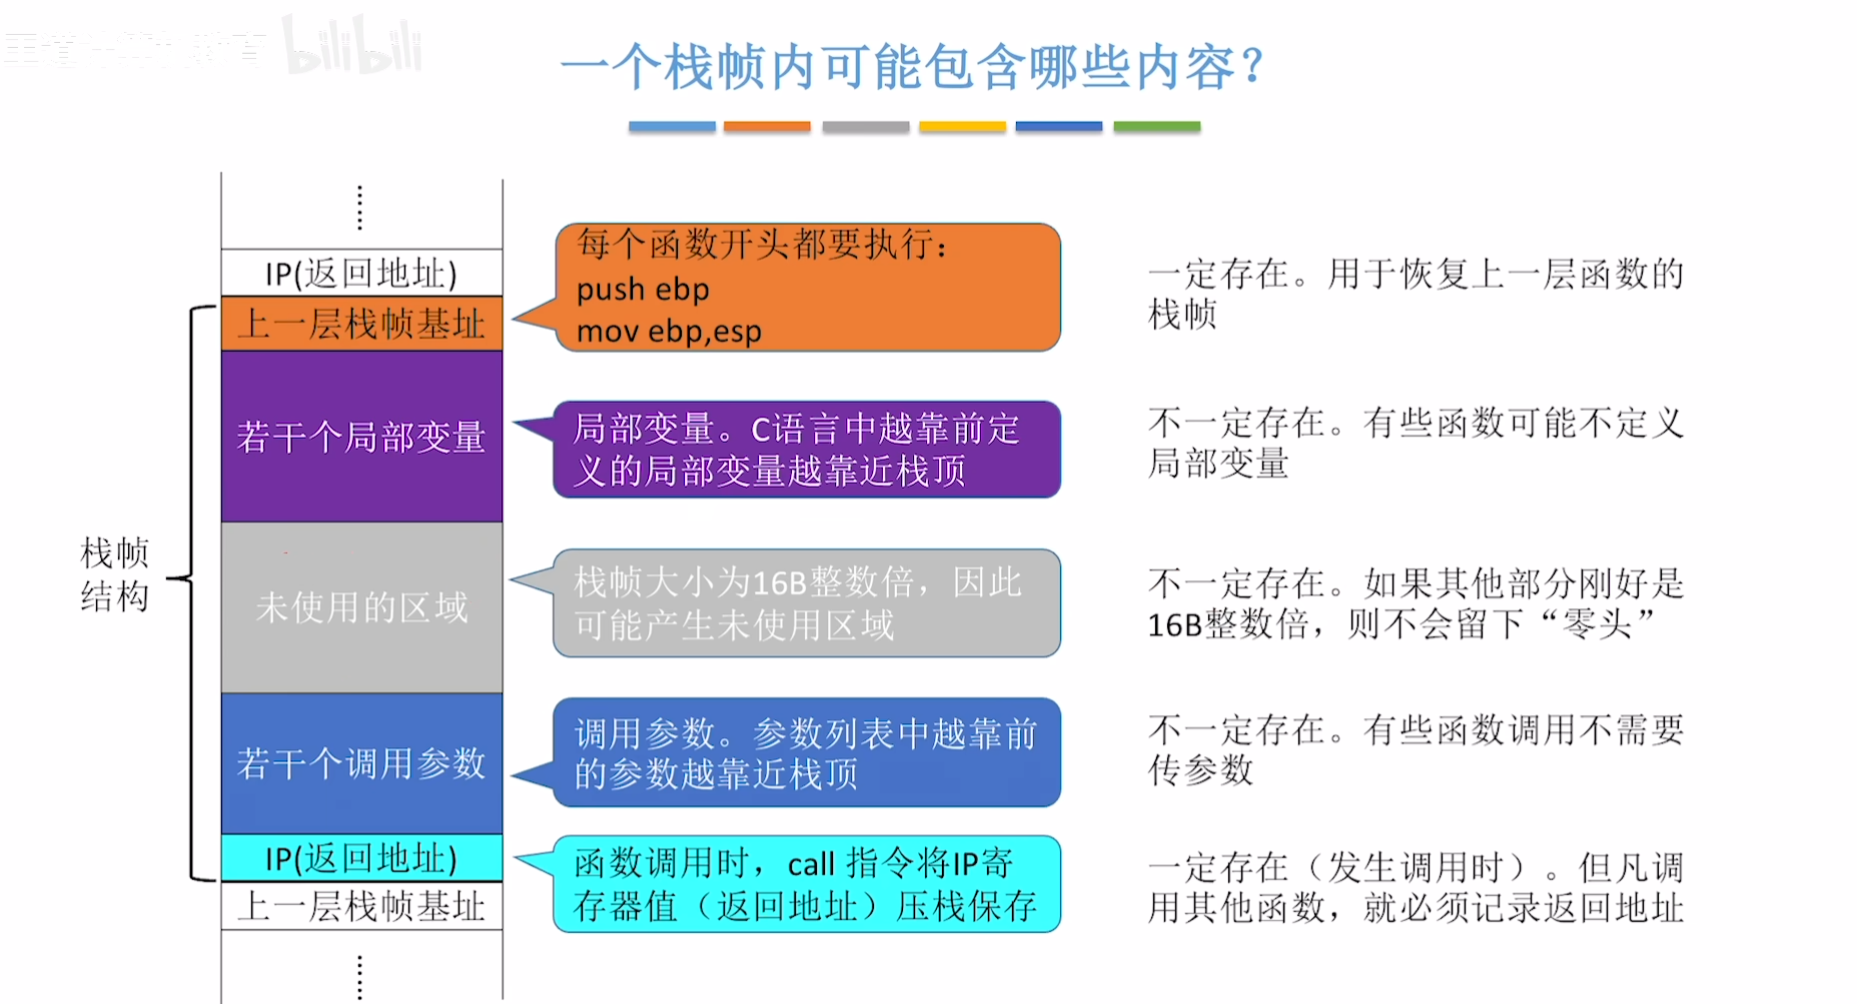 bilibili
一个栈帧内可能包含哪些内容？
IP(返回地址)
上一层栈帧基址
若干个局部变量
未使用的区域
若干个调用参数
IP(返回地址)
上一层栈帧基址
栈帧
结构
每个函数开头都要执行：
push ebp
mov ebp,esp
局部变量。C语言中越靠前定
义的局部变量越靠近栈顶
栈帧大小为16B整数倍，因此
可能产生未使用区域
调用参数。参数列表中越靠前
的参数越靠近栈顶
函数调用时，call 指令将IP寄
存器值（返回地址）压栈保存
一定存在。用于恢复上一层函数的
栈帧
不一定存在。有些函数可能不定义
局部变量
不一定存在。如果其他部分刚好是
16B整数倍，则不会留下“零头”
不一定存在。有些函数调用不需要
传参数
一定存在（发生调用时）。但凡调
用其他函数，就必须记录返回地址